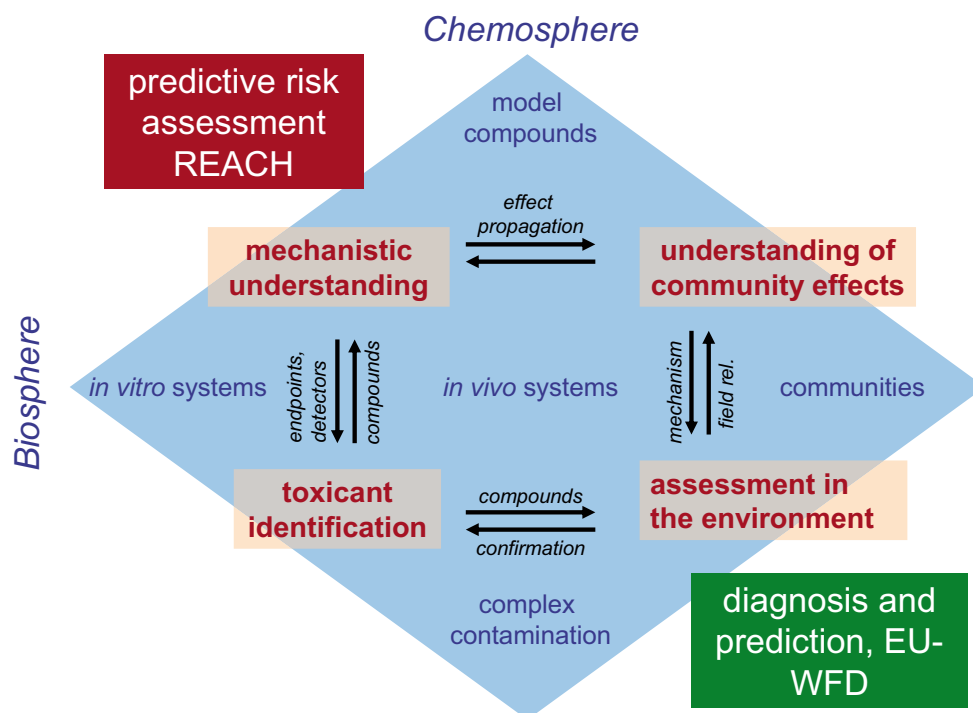 Chemosphere
predictive risk
assessment
REACH
model
compounds
effect
propagation
mechanistic
understanding
understanding of
community effects
Biosphere
in vitro systems
endpoints,
detectors
compounds
in vivo systems
mechanism
field rel.
communities
toxicant
identification
compounds
confirmation
assessment in
the environment
complex
contamination
diagnosis and
prediction, EU-
WFD